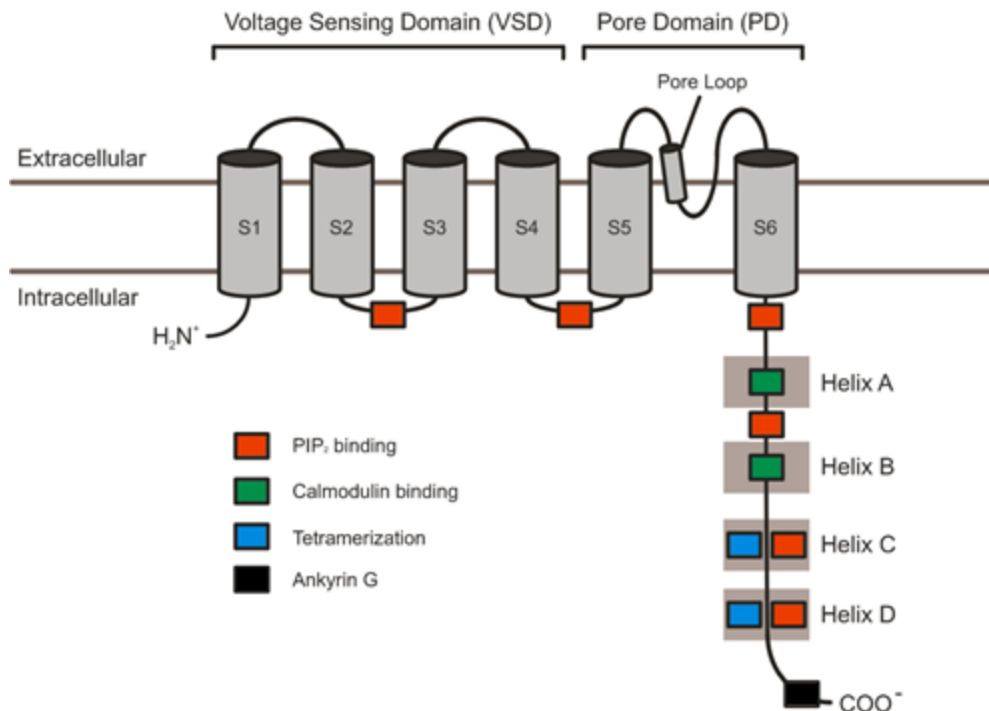 Voltage Sensing Domain (VSD) Pore Domain (PD)
Pore Loop
Extracellular
S1 S2 S3 S4 S5 S6
Intracellular
H₂N⁺
Helix A
Helix B
Helix C
Helix D
PIP₂ binding
Calmodulin binding
Tetramerization
Ankyrin G
COO⁻